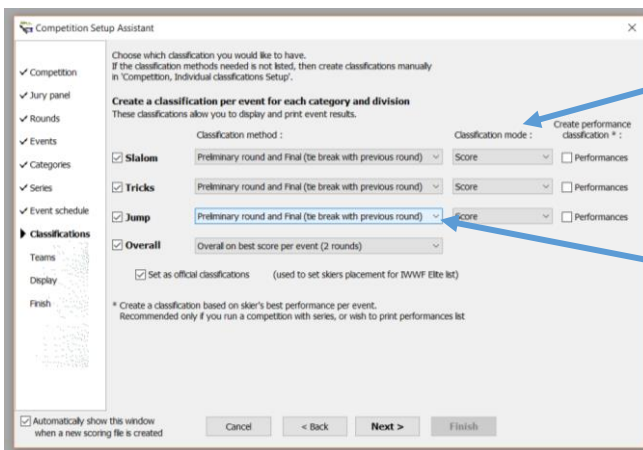 Competition Setup Assistant
Choose which classification you would like to have.
If the classification methods needed is not listed, then create classifications manually
in 'Competition, Individual classifications Setup'.
✓ Competition
✓ Jury panel
✓ Rounds
✓ Events
✓ Categories
✓ Series
✓ Event schedule
Classifications
Teams
Display
Finish
Create a classification per event for each category and division
These classifications alow you to display and print event results.
Classification method :
Classification mode :
Create performance
classification * :
Slalom
Preliminary round and Final (tie break with previous round)
Score
Performances
Tricks
Preliminary round and Final (tie break with previous round)
Score
Performances
Jump
Preliminary round and Final (tie break with previous round)
Score
Performances
Overall
Overall on best score per event (2 rounds)
Set as official classifications (used to set skiers placement for IWWF Elite list)
* Create a classification based on skier's best performance per event.
Recommended only if you run a competition with series, or wish to print performances list
Automatically show this window
when a new scoring file is created
Cancel
< Back
Next >
Finish